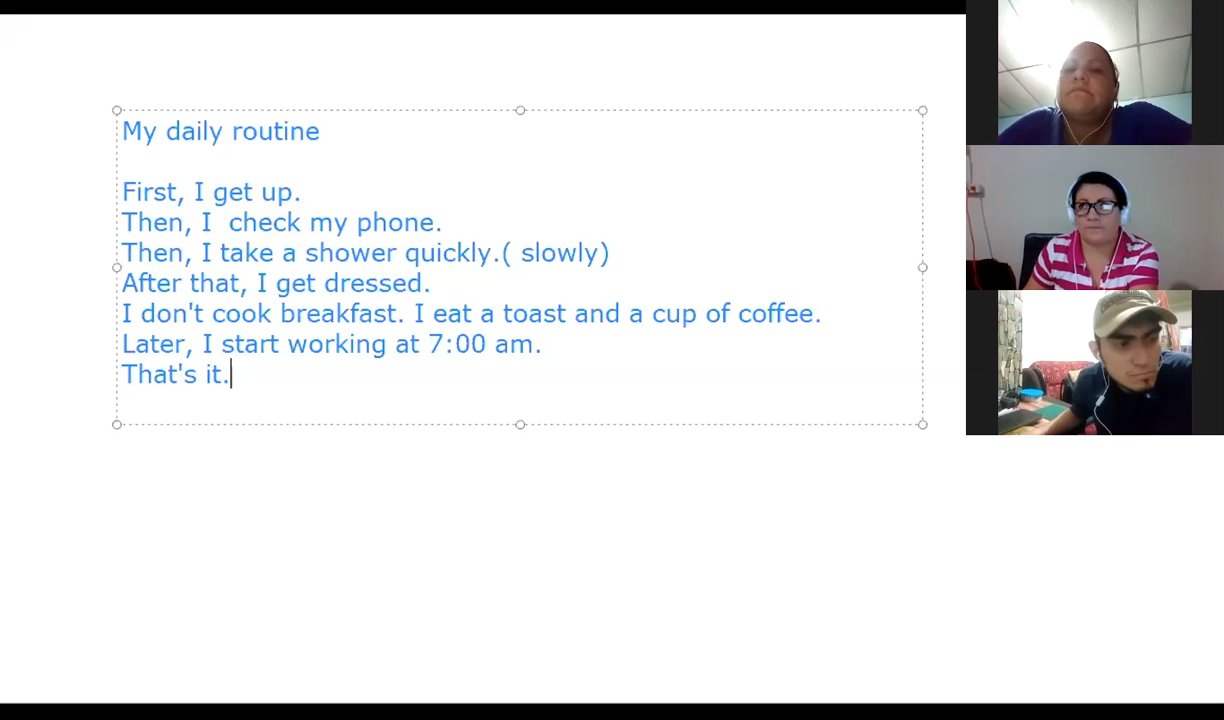 My daily routine
First, I get up.
Then, I  check my phone.
Then, I take a shower quickly.( slowly)
After that, I get dressed.
I don't cook breakfast. I eat a toast and a cup of coffee.
Later, I start working at 7:00 am.
That's it.